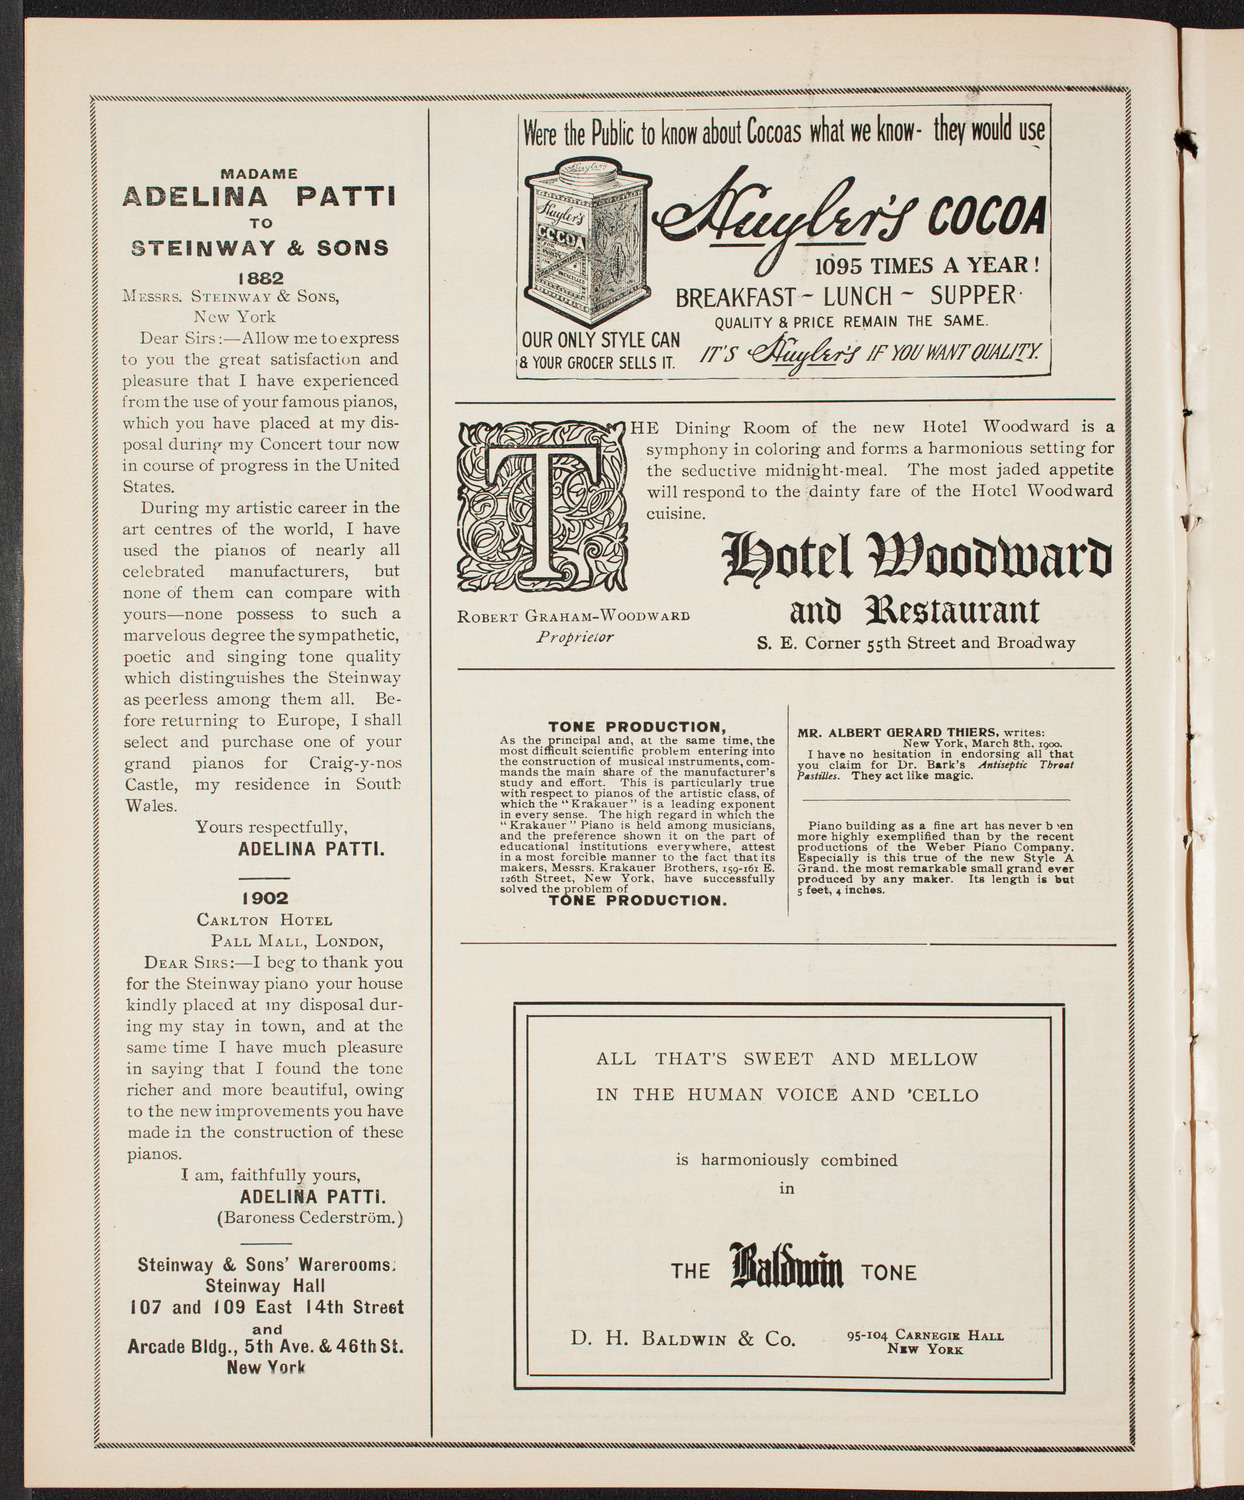 MADAME
ADELINA PATTI
TO
STEINWAY & SONS
1882
MESSRS. STEINWAY & SONS,
New York
Dear Sirs:—Allow me to express
to you the great satisfaction and
pleasure that I have experienced
from the use of your famous pianos,
which you have placed at my dis-
posal during my Concert tour now
in course of progress in the United
States.
During my artistic career in the
art centres of the world, I have
used the pianos of nearly all
celebrated manufacturers, but
none of them can compare with
yours—none possess to such a
marvelous degree the sympathetic,
poetic and singing tone quality
which distinguishes the Steinway
as peerless among them all. Be-
fore returning to Europe, I shall
select and purchase one of your
grand pianos for Craig-y-nos
Castle, my residence in South
Wales.
Yours respectfully,
ADELINA PATTI.
1902
CARLTON HOTEL
PALL MALL, LONDON,
DEAR SIRS:—I beg to thank you
for the Steinway piano your house
kindly placed at my disposal dur-
ing my stay in town, and at the
same time I have much pleasure
in saying that I found the tone
richer and more beautiful, owing
to the new improvements you have
made in the construction of these
pianos.
I am, faithfully yours,
ADELINA PATTI.
(Baroness Cederström.)
Steinway & Sons' Warerooms:
Steinway Hall
107 and 109 East 14th Street
and
Arcade Bldg., 5th Ave. & 46th St.
New York
Were the Public to know about Cocoas what we know- they would use
Huyler's
Huyler's
COCOA
Huyler's COCOA
1095 TIMES A YEAR!
BREAKFAST ~ LUNCH ~ SUPPER·
QUALITY & PRICE REMAIN THE SAME.
OUR ONLY STYLE CAN
& YOUR GROCER SELLS IT.
IT'S Huyler's IF YOU WANT QUALITY.
THE Dining Room of the new Hotel Woodward is a
symphony in coloring and forms a harmonious setting for
the seductive midnight-meal. The most jaded appetite
will respond to the dainty fare of the Hotel Woodward
cuisine.
Hotel Woodward
and Restaurant
ROBERT GRAHAM-WOODWARD
Proprietor
S. E. Corner 55th Street and Broadway
TONE PRODUCTION,
As the principal and, at the same time, the
most difficult scientific problem entering into
the construction of musical instruments, com-
mands the main share of the manufacturer's
study and effort. This is particularly true
with respect to pianos of the artistic class, of
which the "Krakauer" is a leading exponent
in every sense. The high regard in which the
"Krakauer" Piano is held among musicians,
and the preference shown it on the part of
educational institutions everywhere, attest
in a most forcible manner to the fact that its
makers, Messrs. Krakauer Brothers, 159-161 E.
126th Street, New York, have successfully
solved the problem of
TONE PRODUCTION.
MR. ALBERT GERARD THIERS, writes:
New York, March 8th, 1900.
I have no hesitation in endorsing all that
you claim for Dr. Bark's Antiseptic Throat
Pastilles. They act like magic.
Piano building as a fine art has never been
more highly exemplified than by the recent
productions of the Weber Piano Company.
Especially is this true of the new Style A
Grand, the most remarkable small grand ever
produced by any maker. Its length is but
5 feet, 4 inches.
ALL THAT'S SWEET AND MELLOW
IN THE HUMAN VOICE AND 'CELLO
is harmoniously combined
in
THE Baldwin TONE
D. H. BALDWIN & Co.
95-104 CARNEGIE HALL
NEW YORK